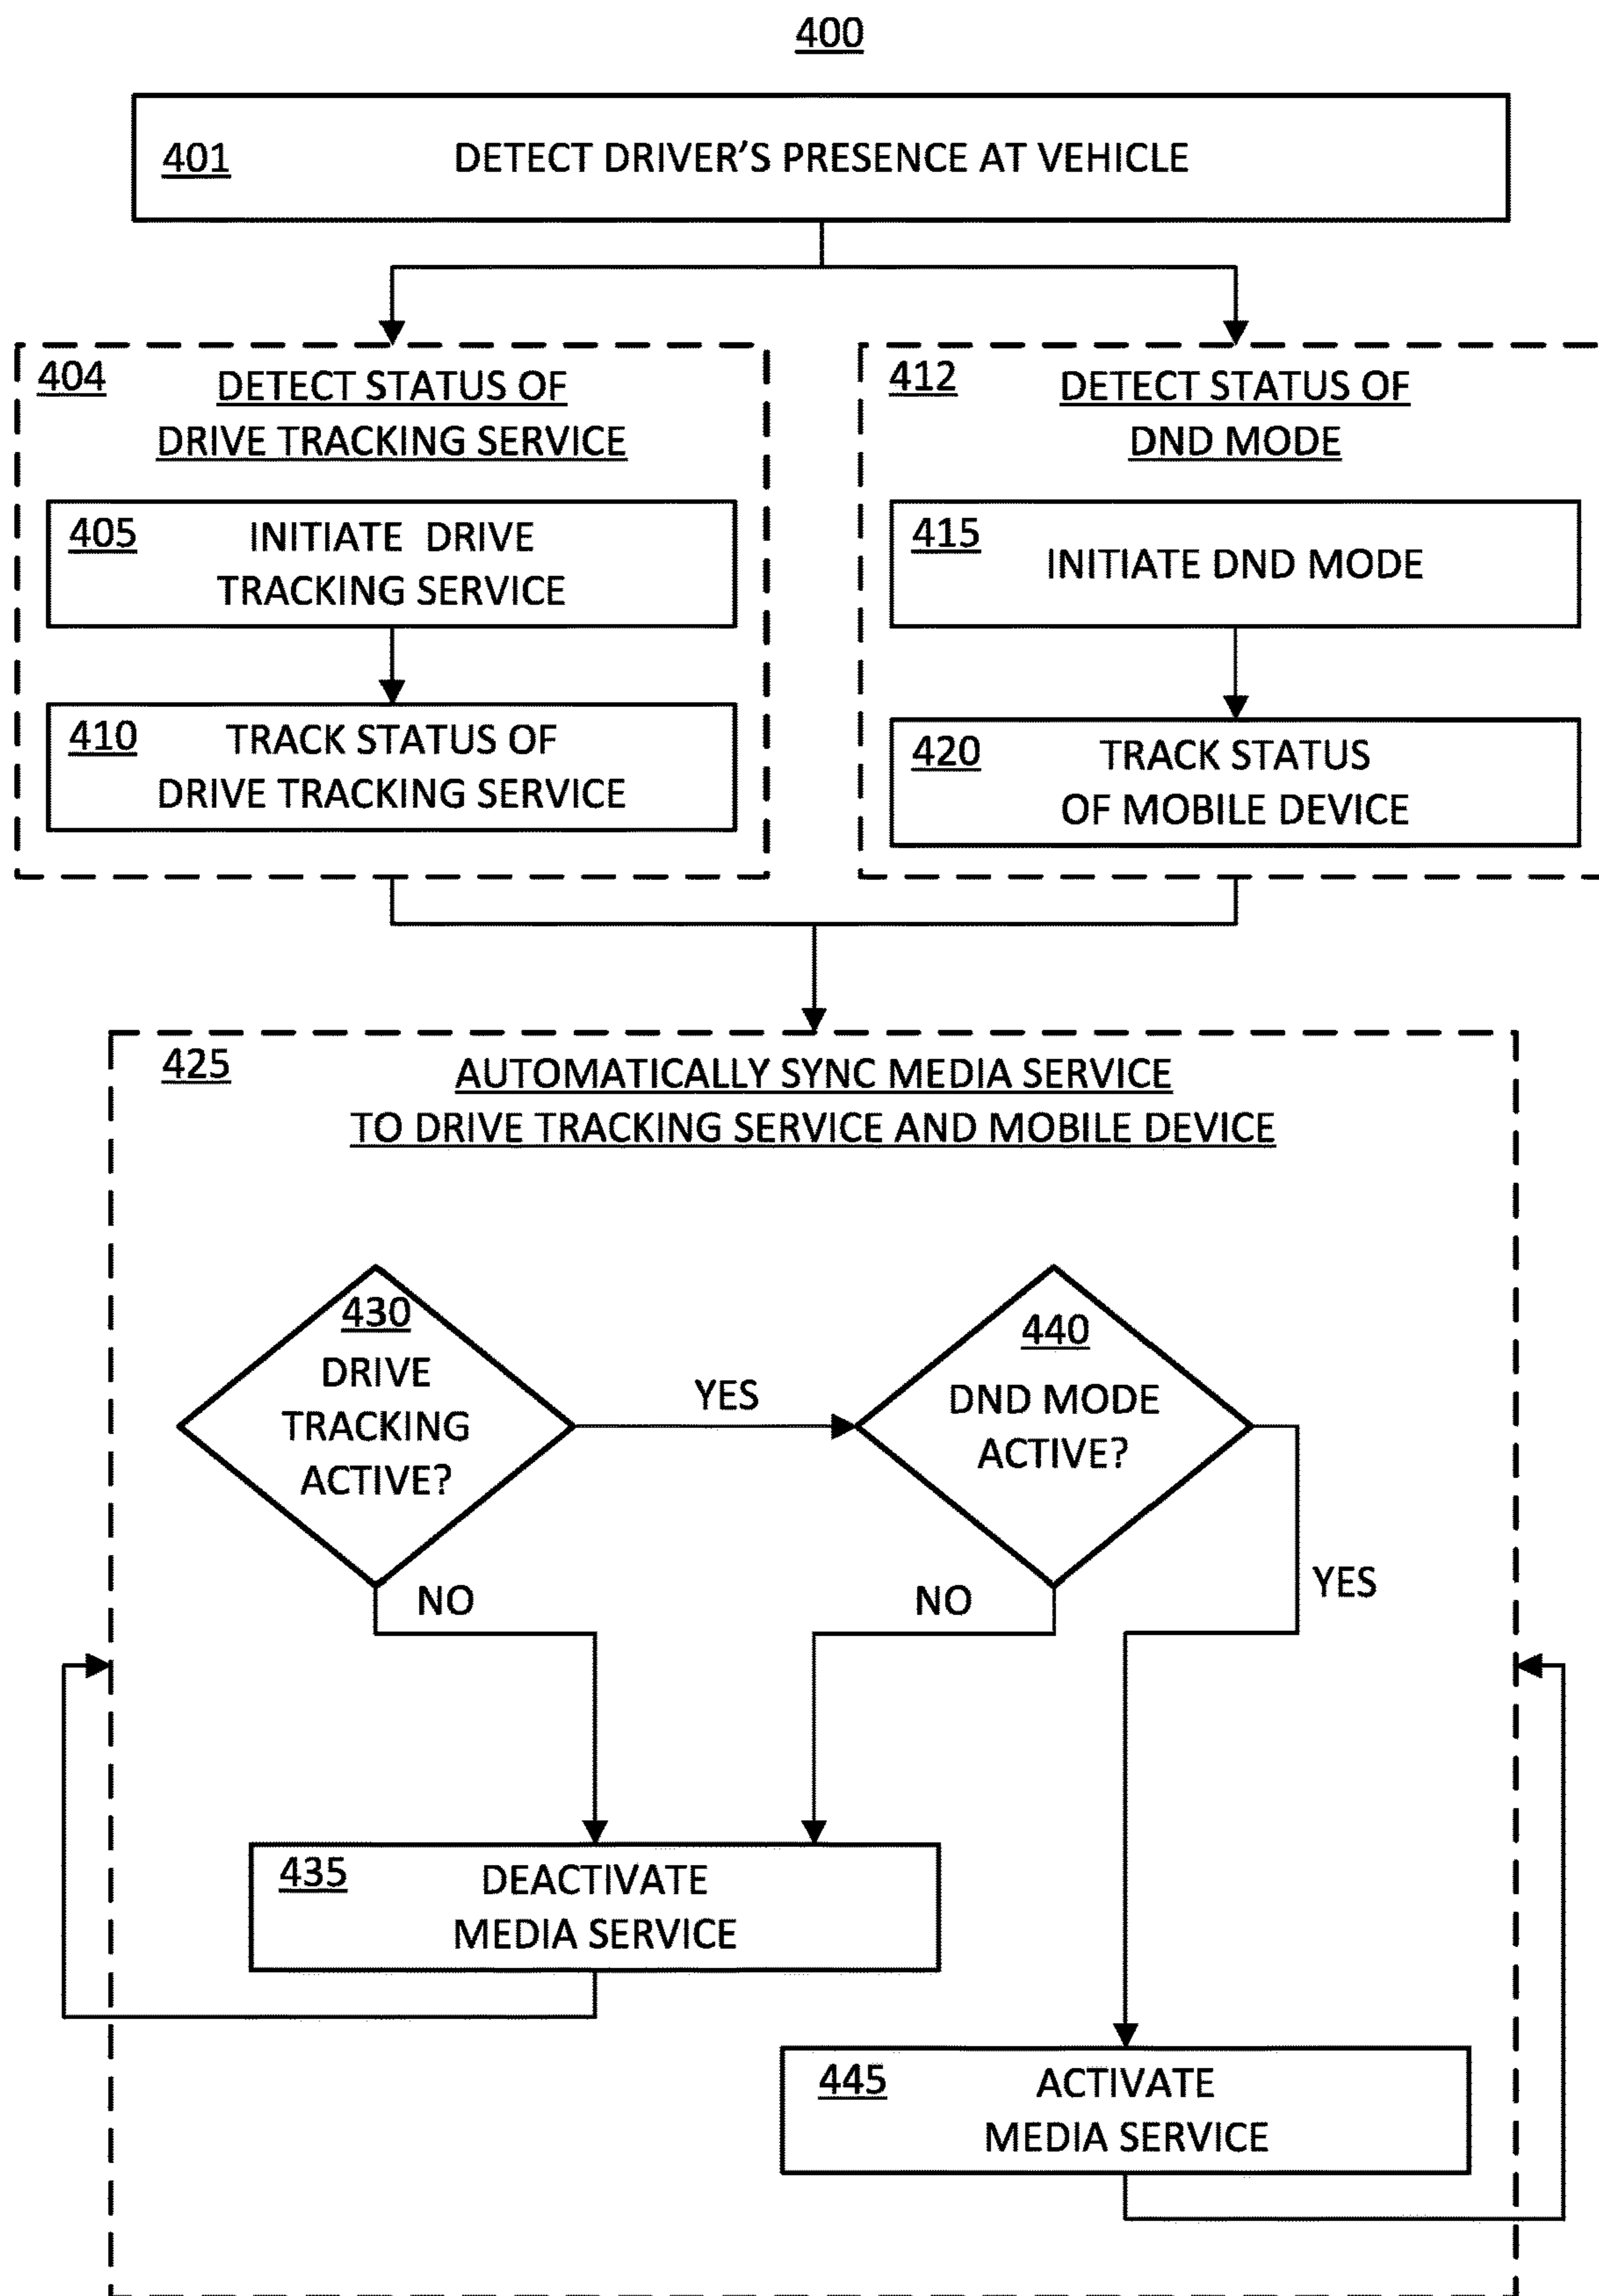 400
401 DETECT DRIVER'S PRESENCE AT VEHICLE
404 DETECT STATUS OF
DRIVE TRACKING SERVICE
405 INITIATE DRIVE
TRACKING SERVICE
410 TRACK STATUS OF
DRIVE TRACKING SERVICE
412 DETECT STATUS OF
DND MODE
415 INITIATE DND MODE
420 TRACK STATUS
OF MOBILE DEVICE
425 AUTOMATICALLY SYNC MEDIA SERVICE
TO DRIVE TRACKING SERVICE AND MOBILE DEVICE
430
DRIVE
TRACKING
ACTIVE?
YES
440
DND MODE
ACTIVE?
NO
NO
YES
435 DEACTIVATE
MEDIA SERVICE
445 ACTIVATE
MEDIA SERVICE